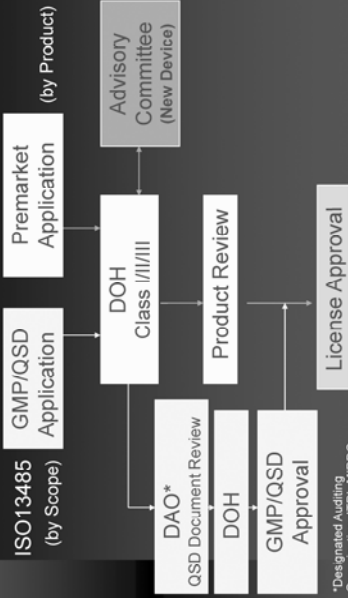 ISO13485
(by Scope)
GMP/QSD
Application
Premarket
Application
(by Product)
DOH
Class I/II/III
Advisory
Committee
(New Device)
DAO*
QSD Document Review
DOH
GMP/QSD
Approval
Product Review
License Approval
*Designated Auditing